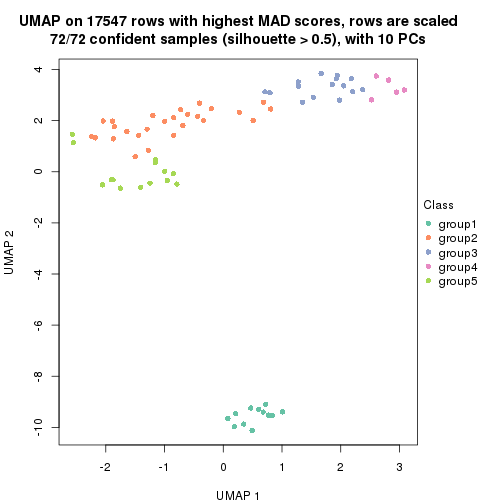 UMAP on 17547 rows with highest MAD scores, rows are scaled
72/72 confident samples (silhouette > 0.5), with 10 PCs
4
2
0
-2
-4
-6
-8
-10
UMAP 2
-2
-1
0
1
2
3
UMAP 1
Class
group1
group2
group3
group4
group5